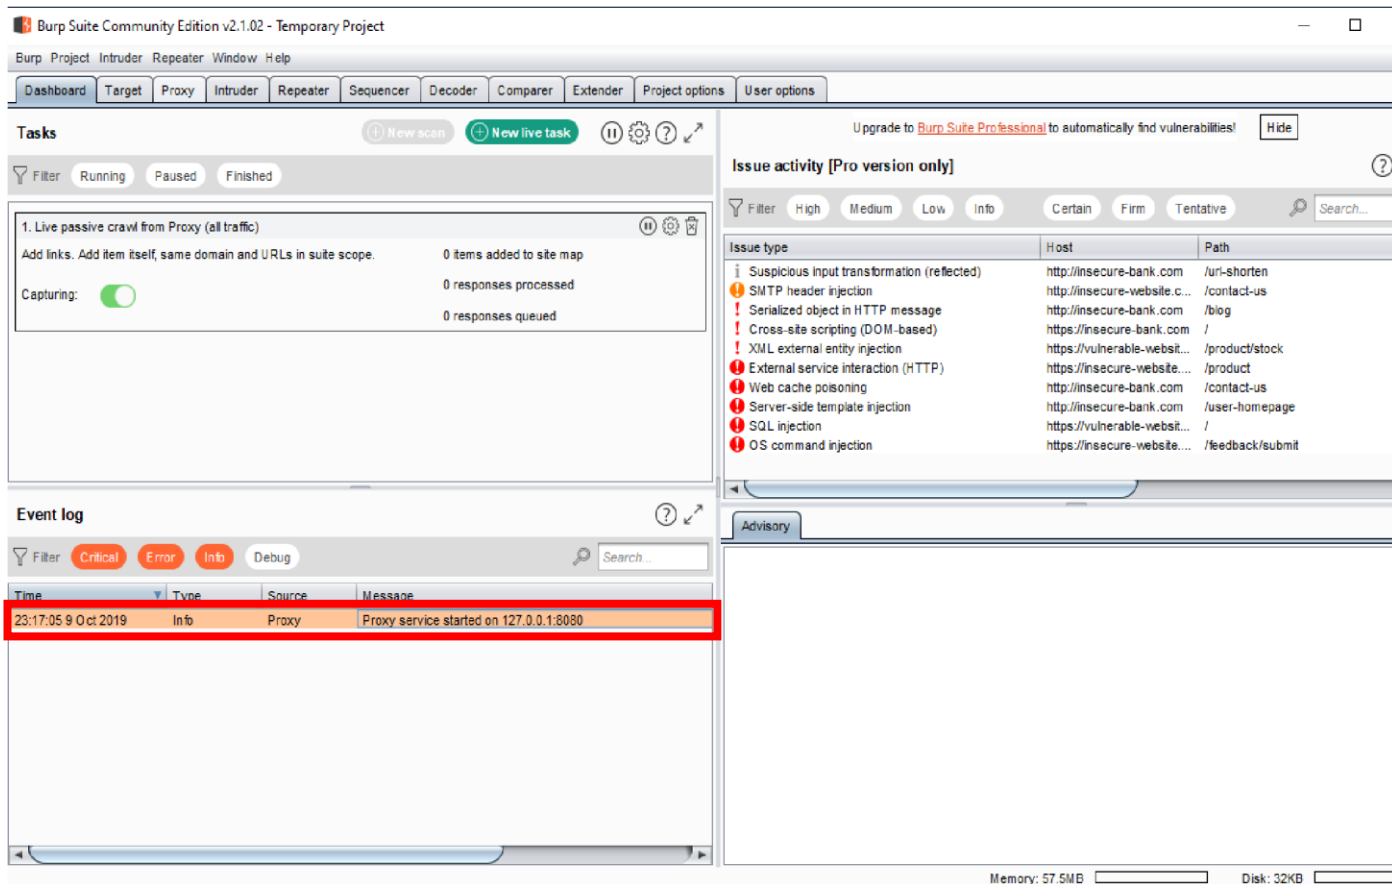 Burp Suite Community Edition v2.1.02 - Temporary Project
Burp Project Intruder Repeater Window Help
Dashboard Target Proxy Intruder Repeater Sequencer Decoder Comparer Extender Project options User options
Tasks
New scan
New live task
Filter Running Paused Finished
1. Live passive crawl from Proxy (all traffic)
Add links. Add item itself, same domain and URLs in suite scope.
0 items added to site map
0 responses processed
Capturing:
0 responses queued
Event log
Filter Critical Error Info Debug Search...
Time Type Source Message
23:17:05 9 Oct 2019 Info Proxy Proxy service started on 127.0.0.1:8080
Upgrade to Burp Suite Professional to automatically find vulnerabilities! Hide
Issue activity [Pro version only]
Filter High Medium Low Info Certain Firm Tentative Search...
Issue type Host Path
Suspicious input transformation (reflected) http://insecure-bank.com /url-shorten
SMTP header injection http://insecure-website.c... /contact-us
Serialized object in HTTP message http://insecure-bank.com /blog
Cross-site scripting (DOM-based) https://insecure-bank.com /
XML external entity injection https://vulnerable-websit... /product/stock
External service interaction (HTTP) https://insecure-website.... /product
Web cache poisoning http://insecure-bank.com /contact-us
Server-side template injection http://insecure-bank.com /user-homepage
SQL injection https://vulnerable-websit... /
OS command injection https://insecure-website.... /feedback/submit
Advisory
Memory: 57.5MB Disk: 32KB